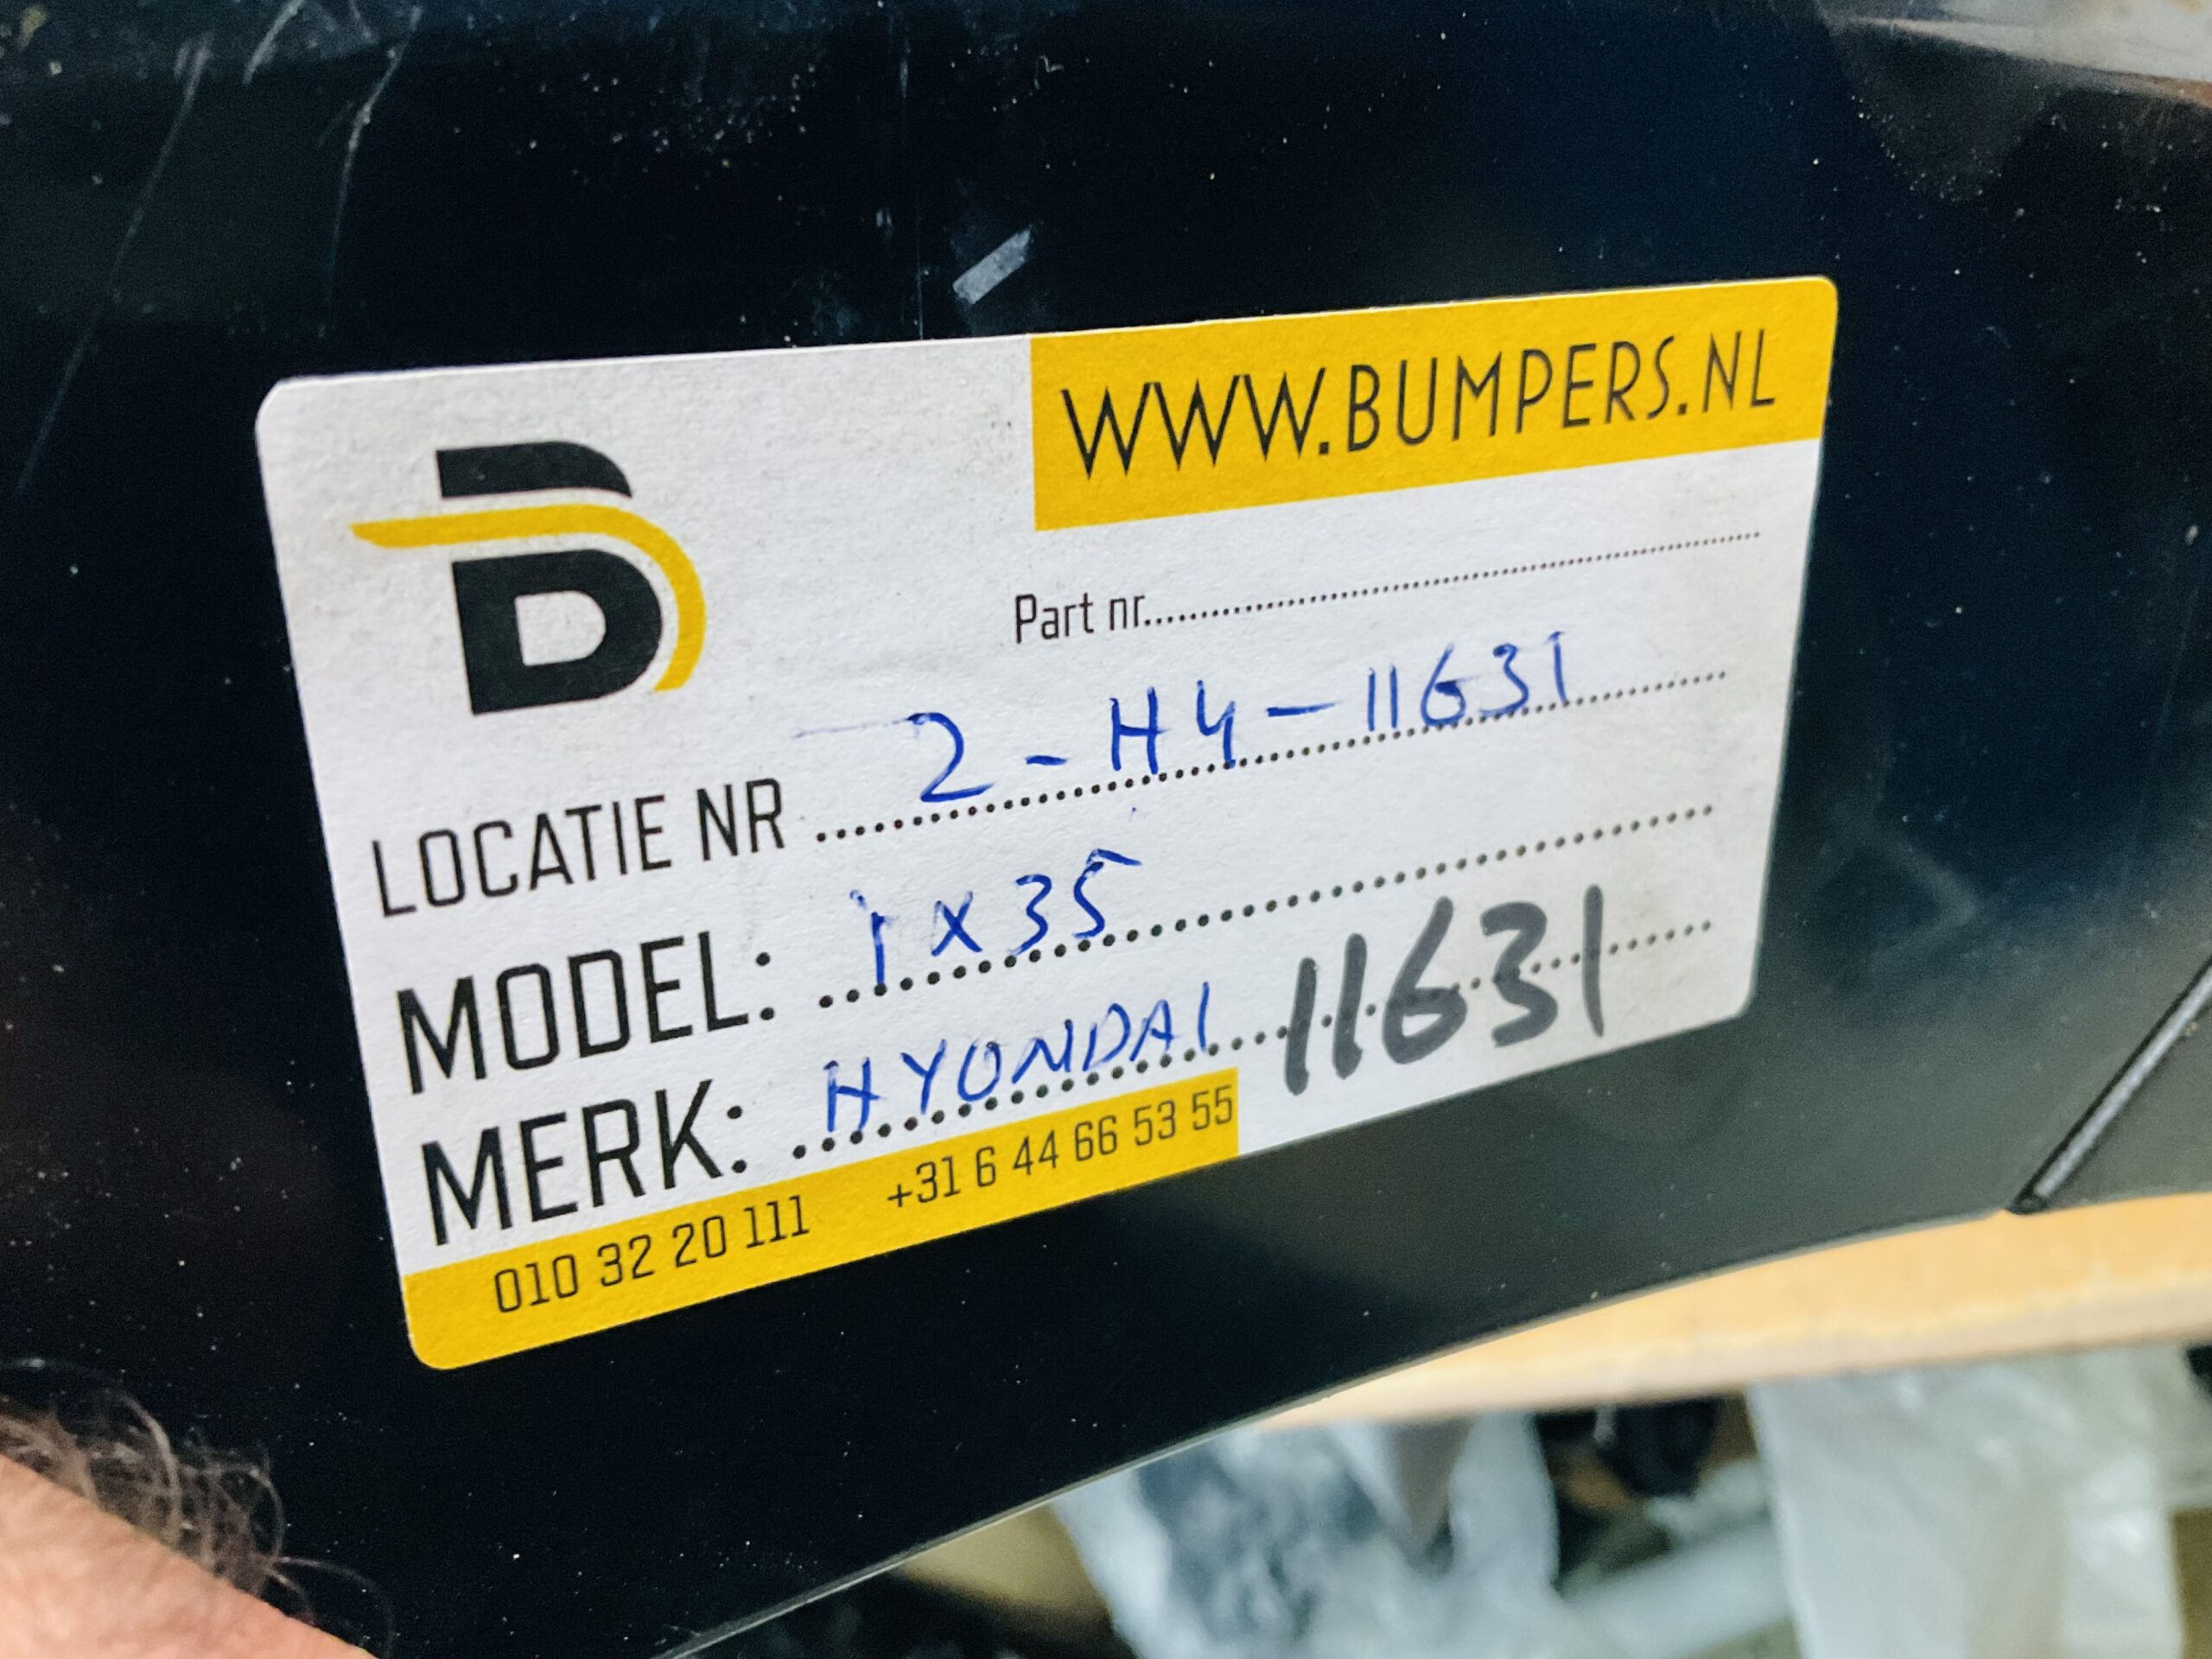 B
WWW.BUMPERS.NL
Part nr..............................
LOCATIE NR 2-H4-11631
MODEL: ix35
MERK: HYONDAI 11631
010 32 20 111 +31 6 44 66 53 55